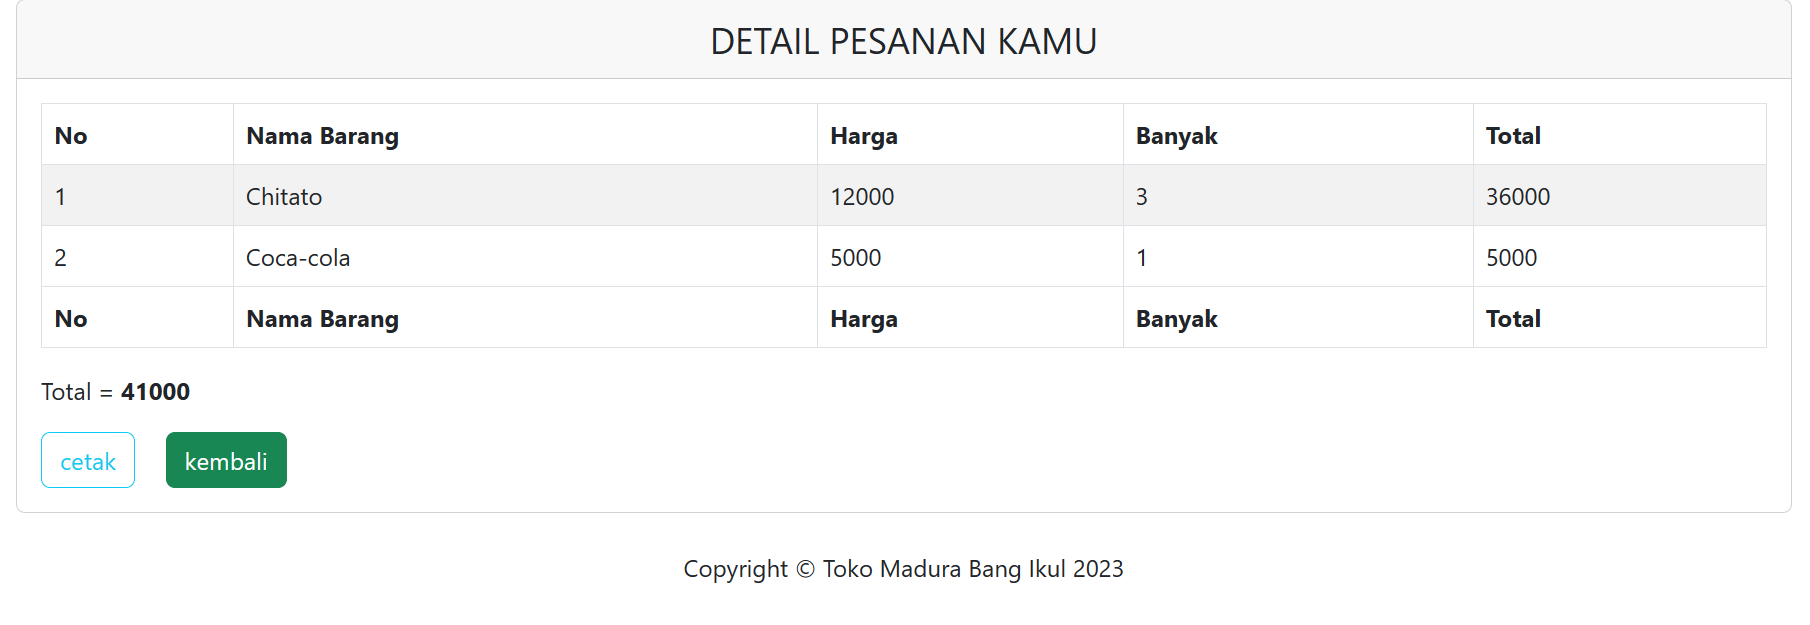 DETAIL PESANAN KAMU
No Nama Barang Harga Banyak Total
1 Chitato 12000 3 36000
2 Coca-cola 5000 1 5000
No Nama Barang Harga Banyak Total
Total = 41000
cetak kembali
Copyright © Toko Madura Bang Ikul 2023